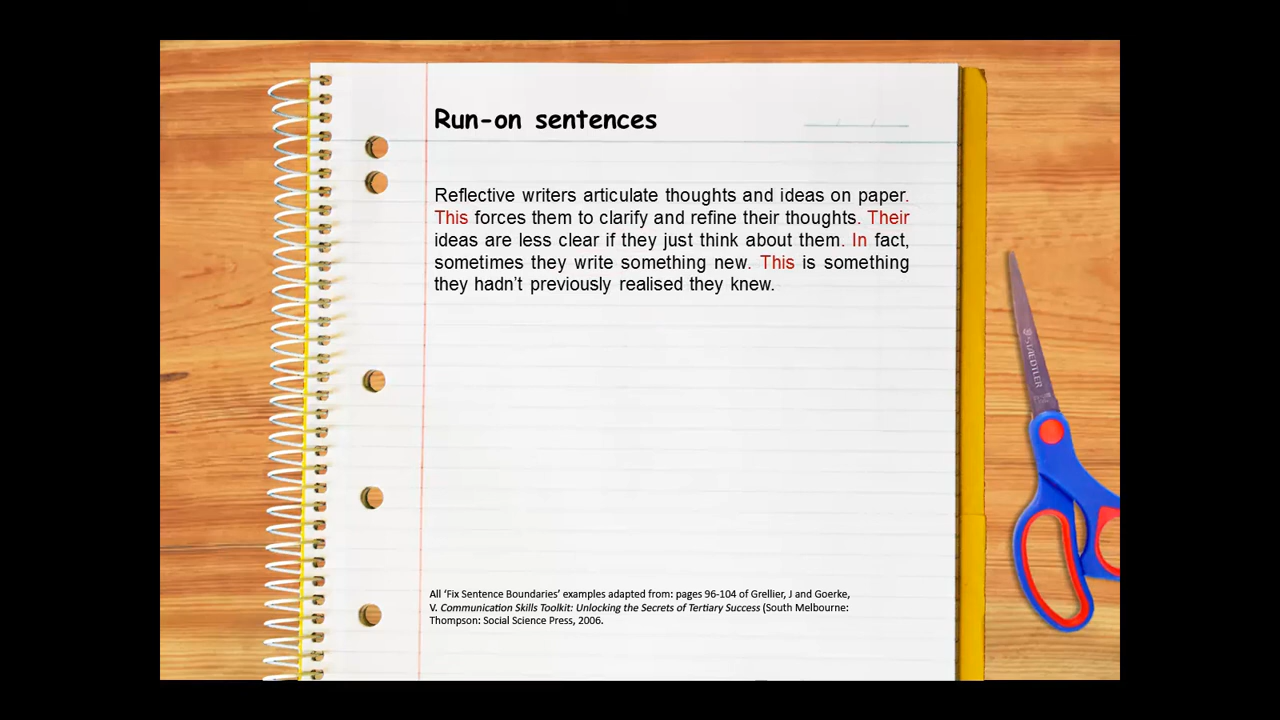 Run-on sentences
Reflective writers articulate thoughts and ideas on paper.
This forces them to clarify and refine their thoughts. Their
ideas are less clear if they just think about them. In fact,
sometimes they write something new. This is something
they hadn’t previously realised they knew.
STAEDTLER
All ‘Fix Sentence Boundaries’ examples adapted from: pages 96-104 of Grellier, J and Goerke,
V. Communication Skills Toolkit: Unlocking the Secrets of Tertiary Success (South Melbourne:
Thompson: Social Science Press, 2006.